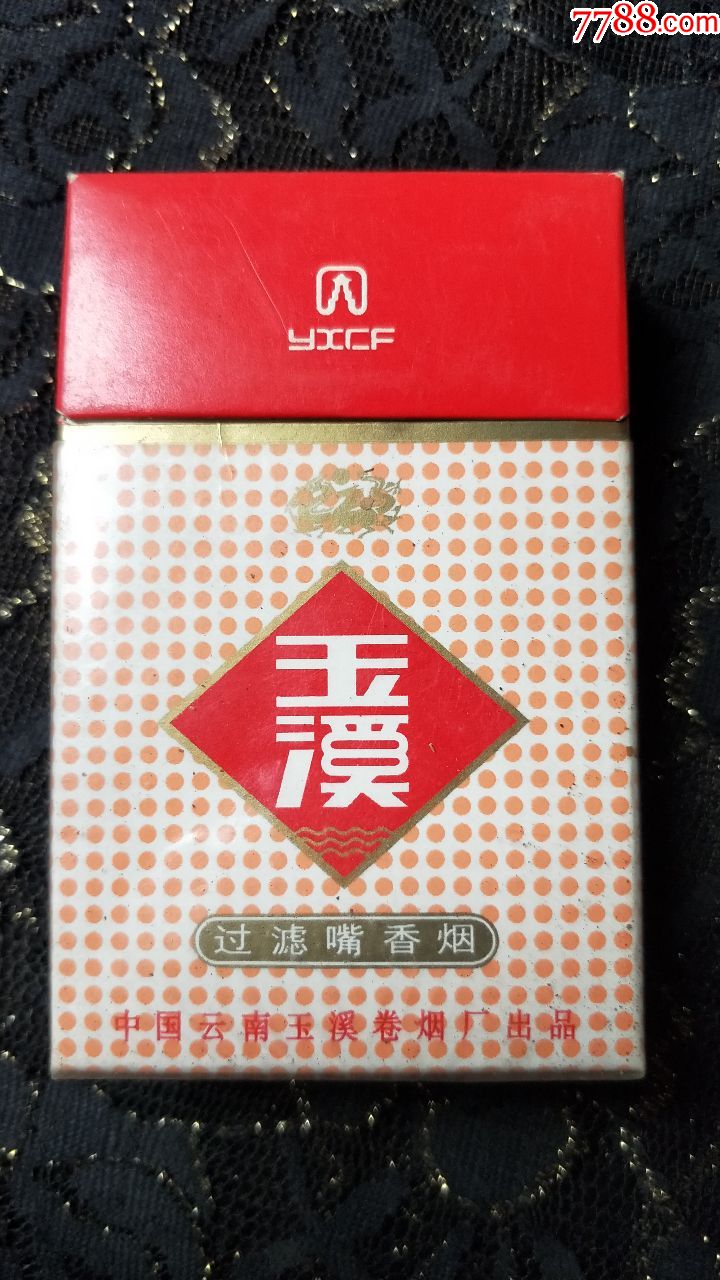 7788.com
YXCF
玉
溪
过滤嘴香烟
中国云南玉溪卷烟厂出品